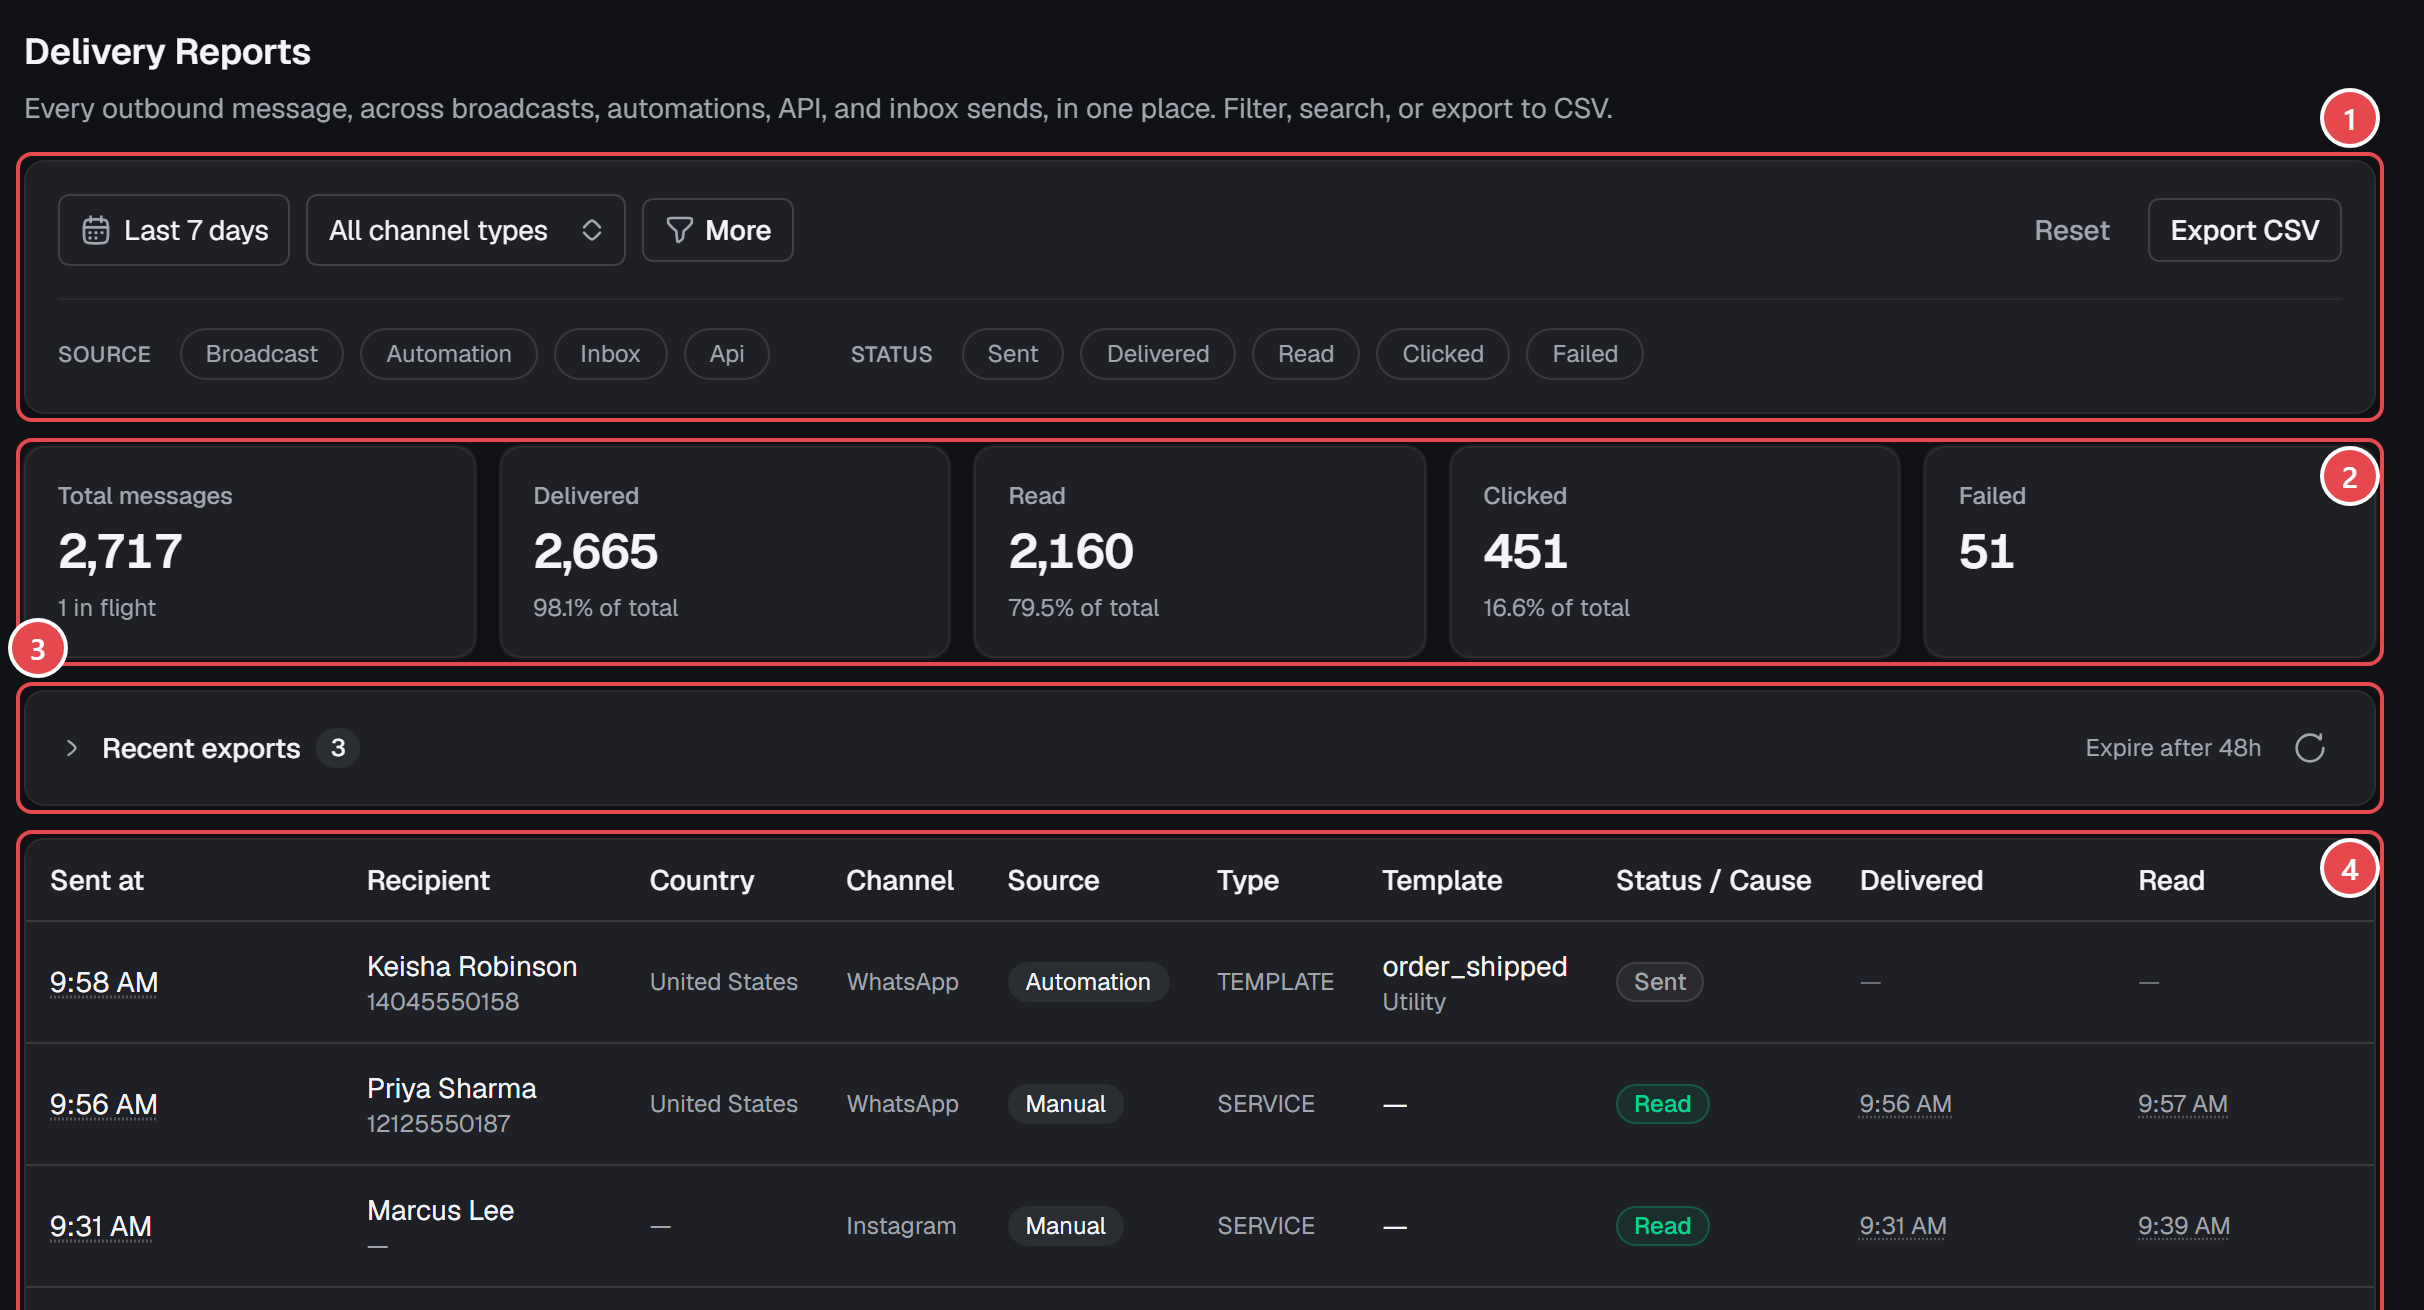 Delivery Reports
Every outbound message, across broadcasts, automations, API, and inbox sends, in one place. Filter, search, or export to CSV.
1
Last 7 days All channel types More Reset Export CSV
SOURCE Broadcast Automation Inbox Api STATUS Sent Delivered Read Clicked Failed
2
Total messages Delivered Read Clicked Failed
2,717 2,665 2,160 451 51
1 in flight 98.1% of total 79.5% of total 16.6% of total
3
Recent exports 3 Expire after 48h
4
Sent at Recipient Country Channel Source Type Template Status / Cause Delivered Read
9:58 AM Keisha Robinson United States WhatsApp Automation TEMPLATE order_shipped Sent — —
14045550158 Utility
9:56 AM Priya Sharma United States WhatsApp Manual SERVICE — Read 9:56 AM 9:57 AM
12125550187
9:31 AM Marcus Lee — Instagram Manual SERVICE — Read 9:31 AM 9:39 AM
—